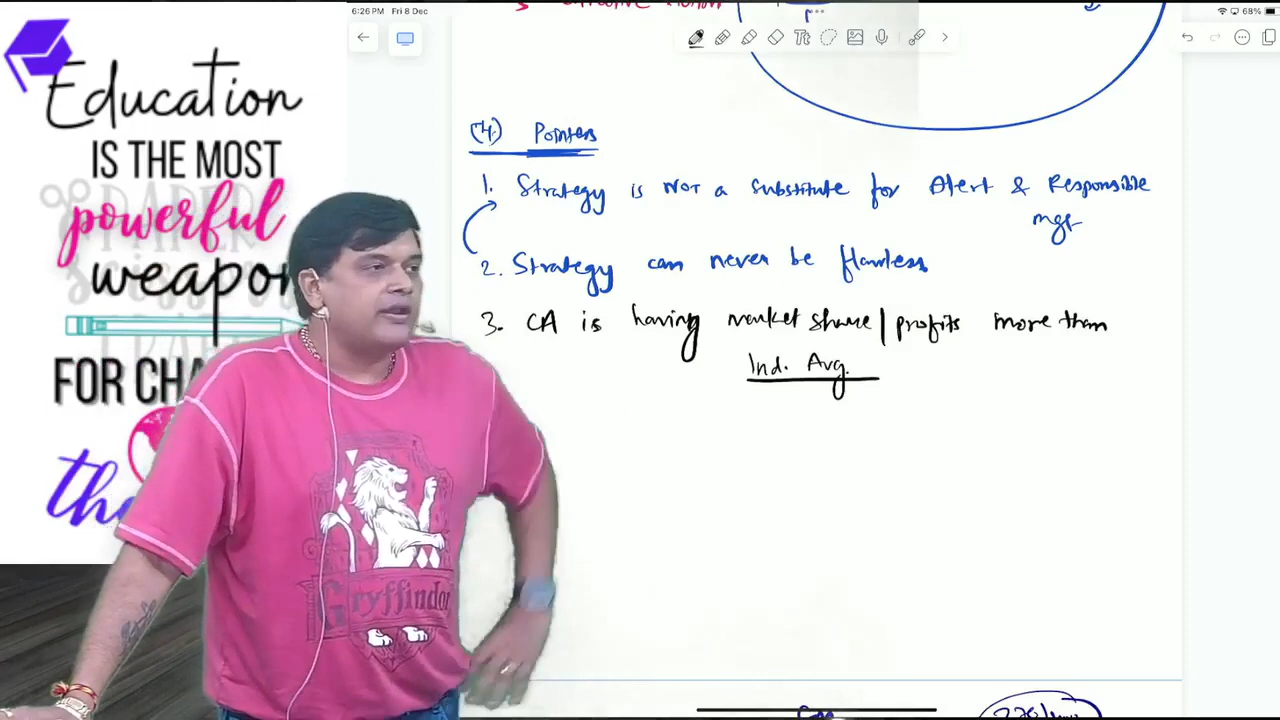 6:26 PM Fri 8 Dec
68%
Tt
Education
IS THE MOST
powerful
weapon
FOR CHA
the
(4) Pointers
1. Strategy is NOT a substitute for Alert & Responsible
mgt
2. Strategy can never be flawless
3. CA is having market share/profits more than
Ind. Avg.
Gryffindor